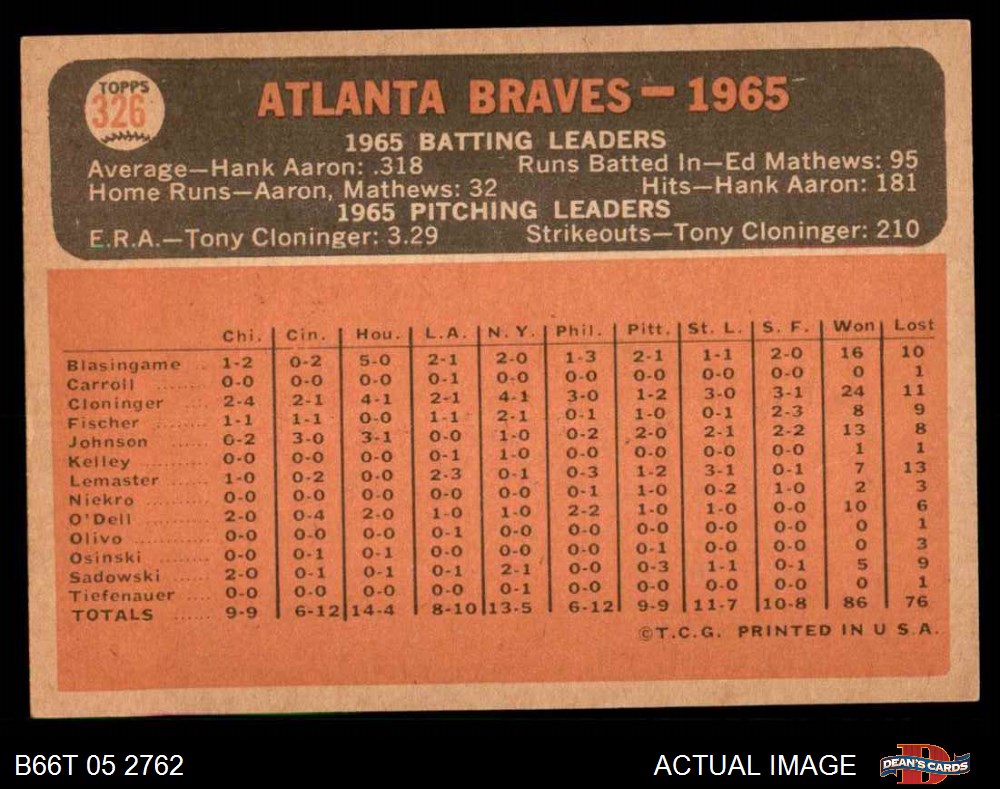 TOPPS
326
ATLANTA BRAVES — 1965
1965 BATTING LEADERS
Average—Hank Aaron: .318 Runs Batted In—Ed Mathews: 95
Home Runs—Aaron, Mathews: 32 Hits—Hank Aaron: 181
1965 PITCHING LEADERS
E.R.A.—Tony Cloninger: 3.29 Strikeouts—Tony Cloninger: 210
Chi. Cin. Hou. L.A. N.Y. Phil. Pitt. St. L. S. F. Won Lost
Blasingame 1-2 0-2 5-0 2-1 2-0 1-3 2-1 1-1 2-0 16 10
Carroll ...... 0-0 0-0 0-0 0-1 0-0 0-0 0-0 0-0 0-0 0 1
Cloninger ... 2-4 2-1 4-1 2-1 4-1 3-0 1-2 3-0 3-1 24 11
Fischer ...... 1-1 1-1 0-0 1-1 2-1 0-1 1-0 0-1 2-3 8 9
Johnson ...... 0-2 3-0 3-1 0-0 1-0 0-2 2-0 2-1 2-2 13 8
Kelley ......... 0-0 0-0 0-0 0-1 1-0 0-0 0-0 0-0 0-0 1 1
Lemaster ...... 1-0 0-2 0-0 2-3 0-1 0-3 1-2 3-1 0-1 7 13
Niekro ......... 0-0 0-0 0-0 0-0 0-0 0-1 1-0 0-2 1-0 2 3
O'Dell ......... 2-0 0-4 2-0 1-0 1-0 2-2 1-0 1-0 0-0 10 6
Olivo ......... 0-0 0-0 0-0 0-1 0-0 0-0 0-0 0-0 0-0 0 1
Osinski ...... 0-0 0-1 0-1 0-0 0-0 0-0 0-1 0-0 0-0 0 3
Sadowski ...... 2-0 0-1 0-1 0-1 2-1 0-0 0-3 1-1 0-1 5 9
Tiefenauer ... 0-0 0-0 0-0 0-0 0-1 0-0 0-0 0-0 0-0 0 1
TOTALS ...... 9-9 6-12 14-4 8-10 13-5 6-12 9-9 11-7 10-8 86 76
©T.C.G. PRINTED IN U.S.A.
B66T 05 2762 ACTUAL IMAGE
D
DEAN'S CARDS